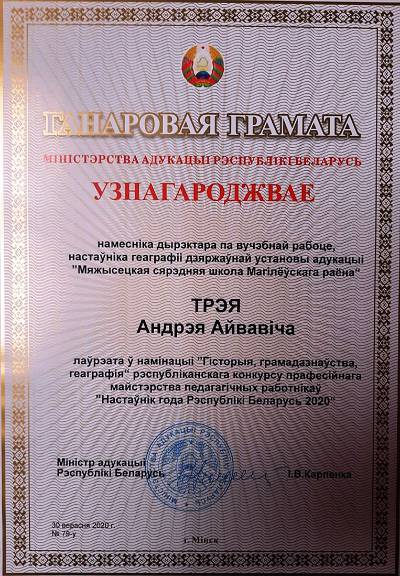 ГАНАРОВАЯ ГРАМАТА
МІНІСТЭРСТВА АДУКАЦЫІ РЭСПУБЛІКІ БЕЛАРУСЬ
УЗНАГАРОДЖВАЕ
намесніка дырэктара па вучэбнай рабоце,
настаўніка геаграфіі дзяржаўнай установы адукацыі
"Мяжысецкая сярэдняя школа Магілёўскага раёна"
ТРЭЯ
Андрэя Айвавіча
лаўрэата ў намінацыі "Гісторыя, грамадазнаўства,
геаграфія" рэспубліканскага конкурсу прафесійнага
майстэрства педагагічных работнікаў
"Настаўнік года Рэспублікі Беларусь 2020"
Міністр адукацыі
Рэспублікі Беларусь
І.В.Карпенка
30 верасня 2020 г.
№ 79-у
г. Мінск